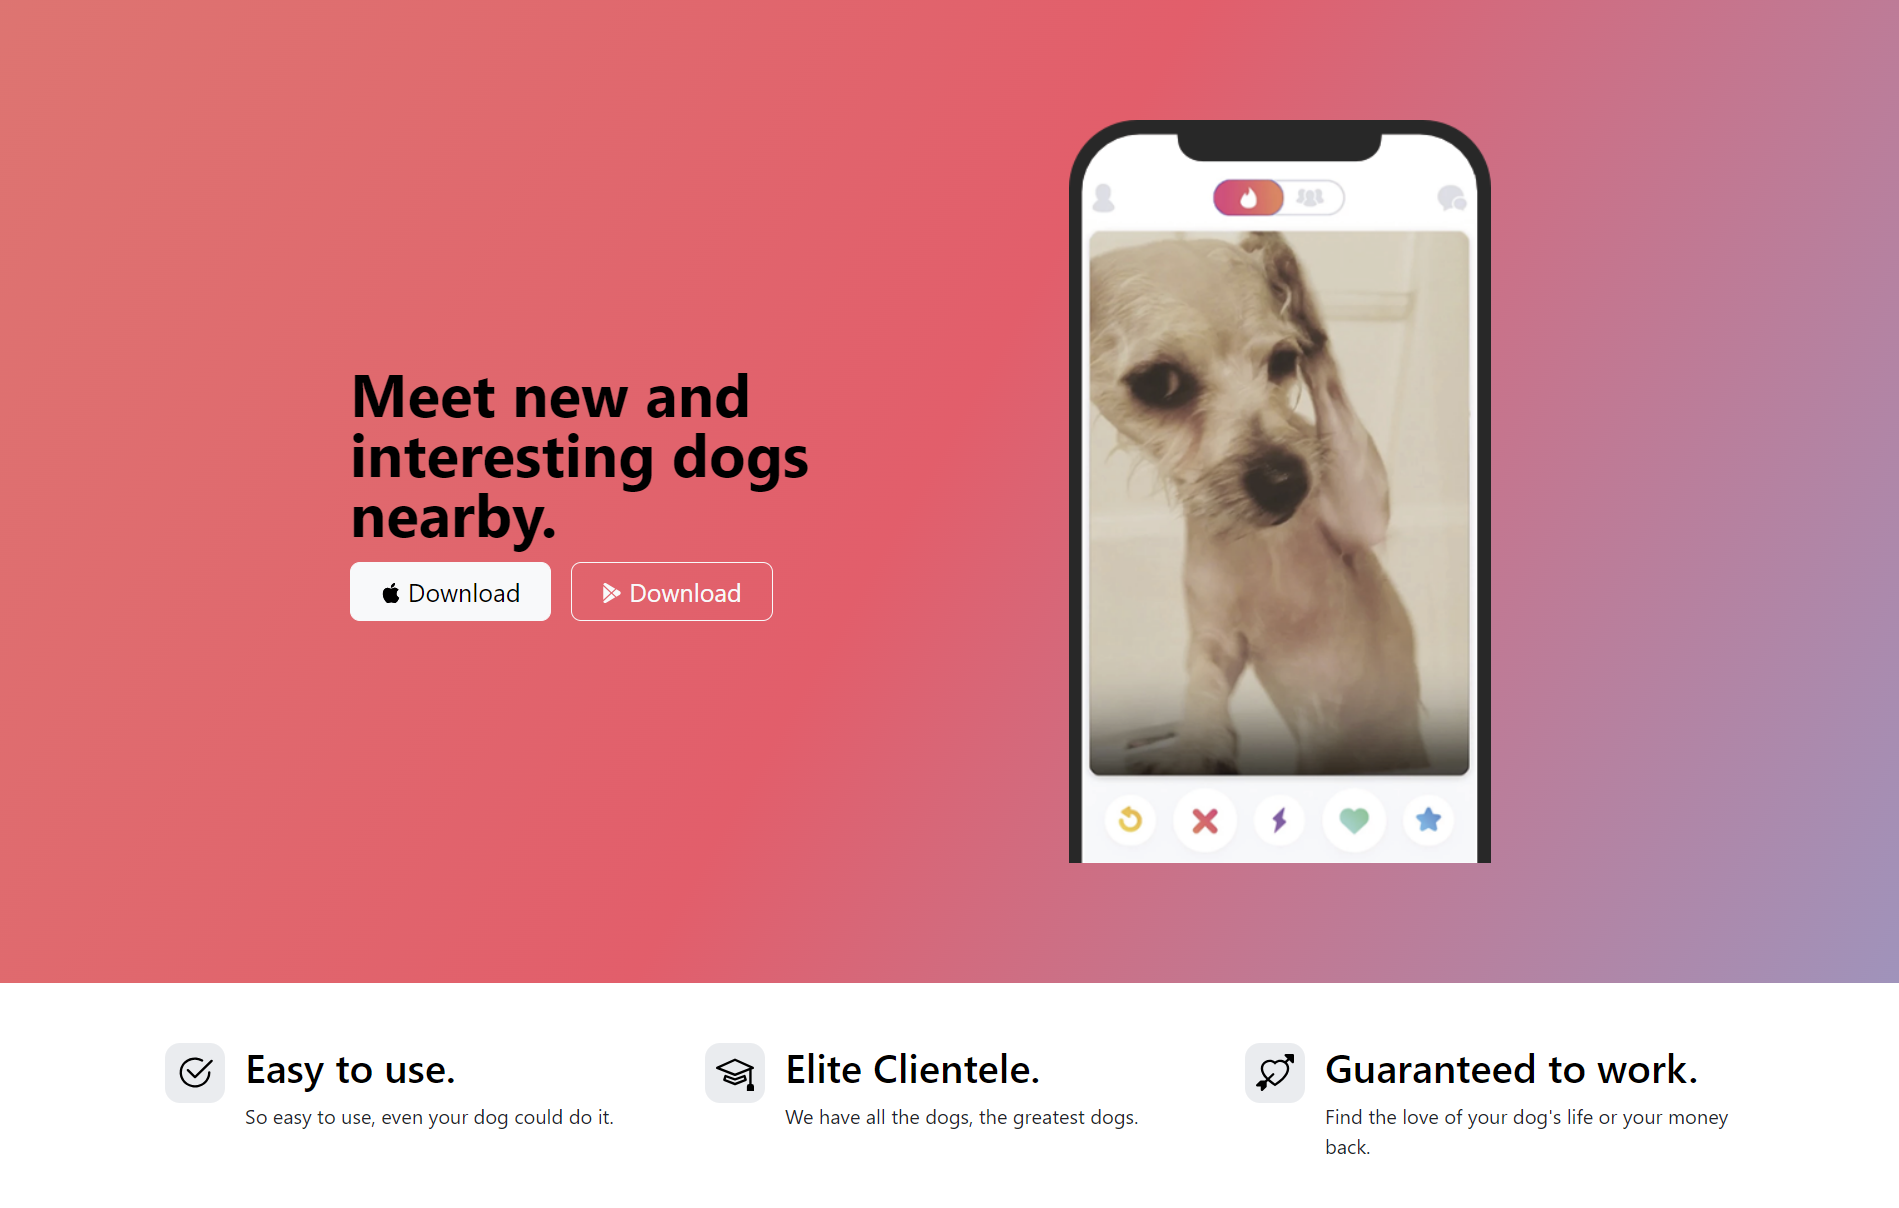 Meet new and
interesting dogs
nearby.
Download
Download
Easy to use.
So easy to use, even your dog could do it.
Elite Clientele.
We have all the dogs, the greatest dogs.
Guaranteed to work.
Find the love of your dog's life or your money
back.